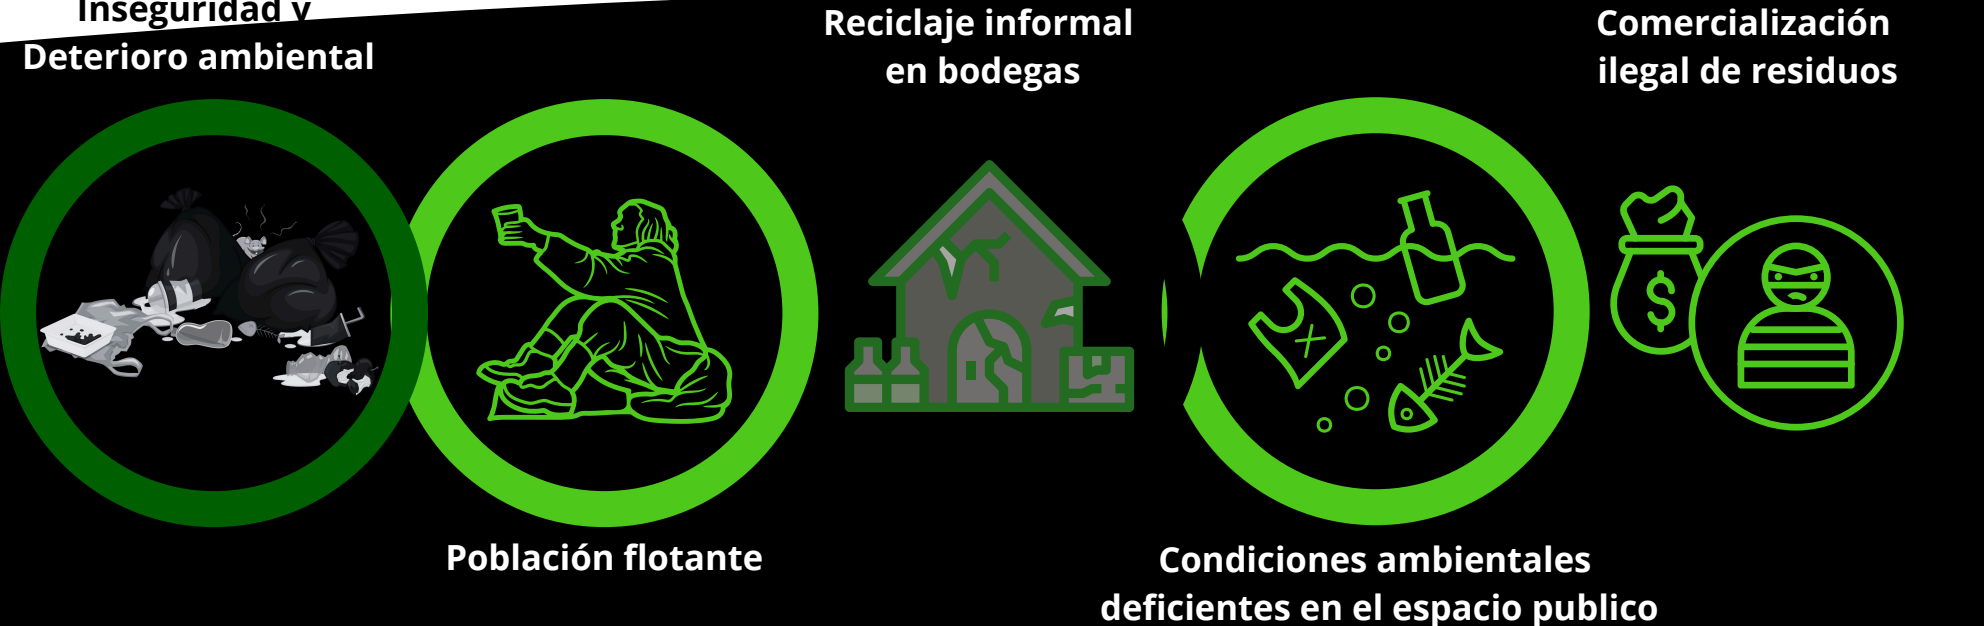 Inseguridad y
Deterioro ambiental
Reciclaje informal
en bodegas
Comercialización
ilegal de residuos
Población flotante
Condiciones ambientales
deficientes en el espacio publico